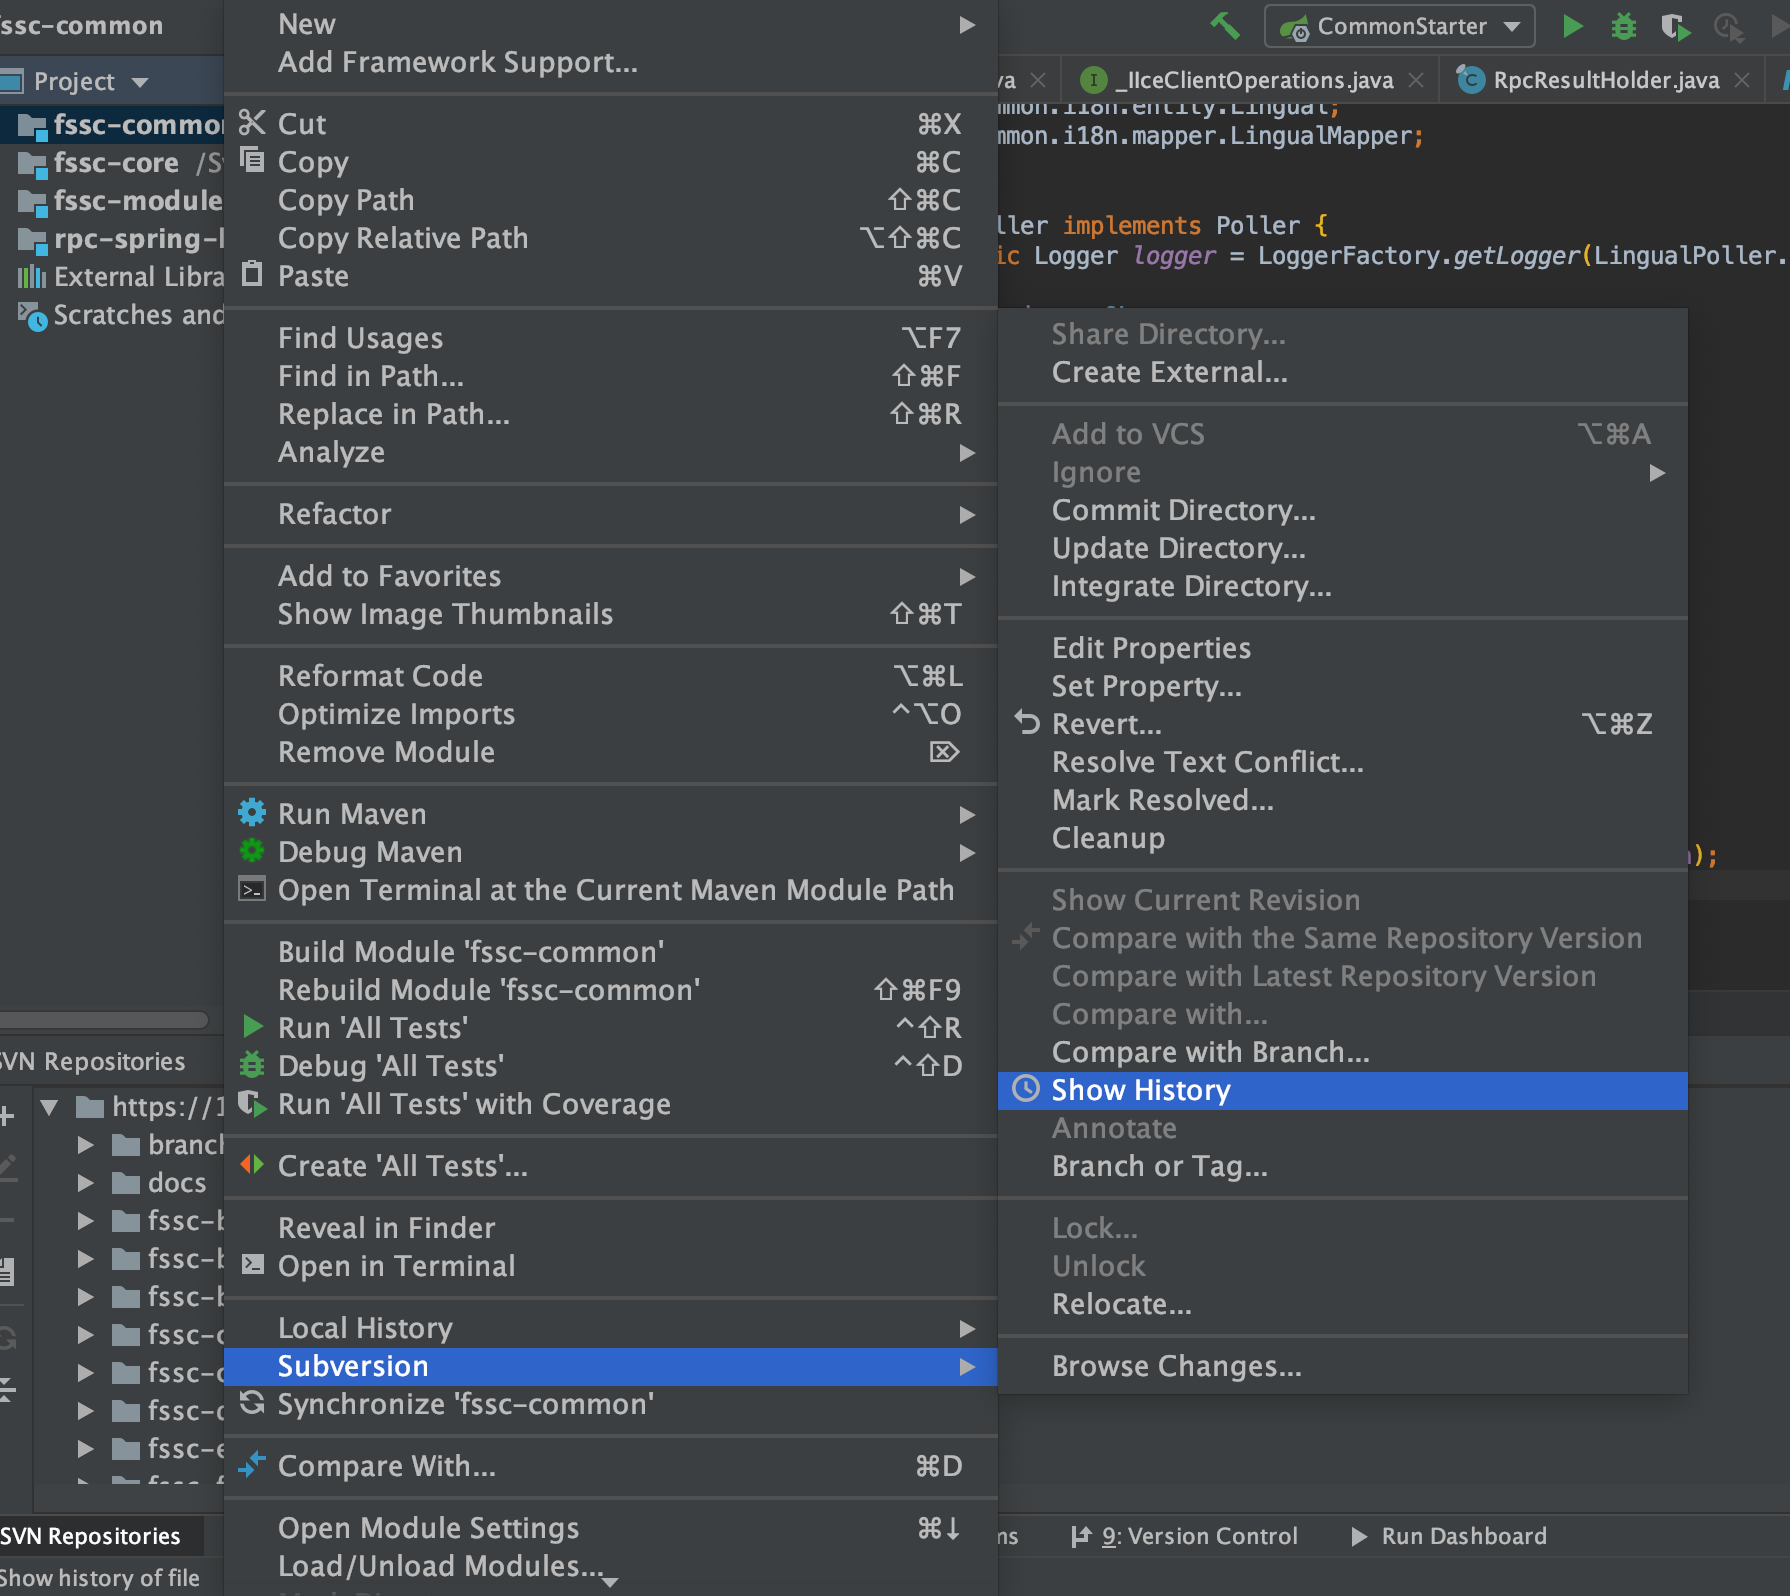 ssc-common
CommonStarter
Project
fssc-common
fssc-core /S
fssc-module
rpc-spring-
External Libra
Scratches and
New
Add Framework Support...
Cut ⌘X
Copy ⌘C
Copy Path ⇧⌘C
Copy Relative Path ⌥⇧⌘C
Paste ⌘V
Find Usages ⌥F7
Find in Path... ⇧⌘F
Replace in Path... ⇧⌘R
Analyze
Refactor
Add to Favorites
Show Image Thumbnails ⇧⌘T
Reformat Code ⌥⌘L
Optimize Imports ^⌥O
Remove Module ⌦
Run Maven
Debug Maven
Open Terminal at the Current Maven Module Path
Build Module 'fssc-common'
Rebuild Module 'fssc-common' ⇧⌘F9
Run 'All Tests' ^⇧R
Debug 'All Tests' ^⇧D
Run 'All Tests' with Coverage
Create 'All Tests'...
Reveal in Finder
Open in Terminal
Local History
Subversion
Synchronize 'fssc-common'
Compare With... ⌘D
Open Module Settings ⌘↓
Load/Unload Modules...
va
I _IIceClientOperations.java
C RpcResultHolder.java
mmon.i18n.entity.Lingual;
mmon.i18n.mapper.LingualMapper;
ller implements Poller {
ic Logger logger = LoggerFactory.getLogger(LingualPoller.
);
Share Directory...
Create External...
Add to VCS ⌥⌘A
Ignore
Commit Directory...
Update Directory...
Integrate Directory...
Edit Properties
Set Property...
Revert... ⌥⌘Z
Resolve Text Conflict...
Mark Resolved...
Cleanup
Show Current Revision
Compare with the Same Repository Version
Compare with Latest Repository Version
Compare with...
Compare with Branch...
Show History
Annotate
Branch or Tag...
Lock...
Unlock
Relocate...
Browse Changes...
SVN Repositories
https://1
branch
docs
fssc-b
fssc-b
fssc-b
fssc-c
fssc-c
fssc-c
fssc-e
SVN Repositories
ms
9: Version Control
Run Dashboard
Show history of file